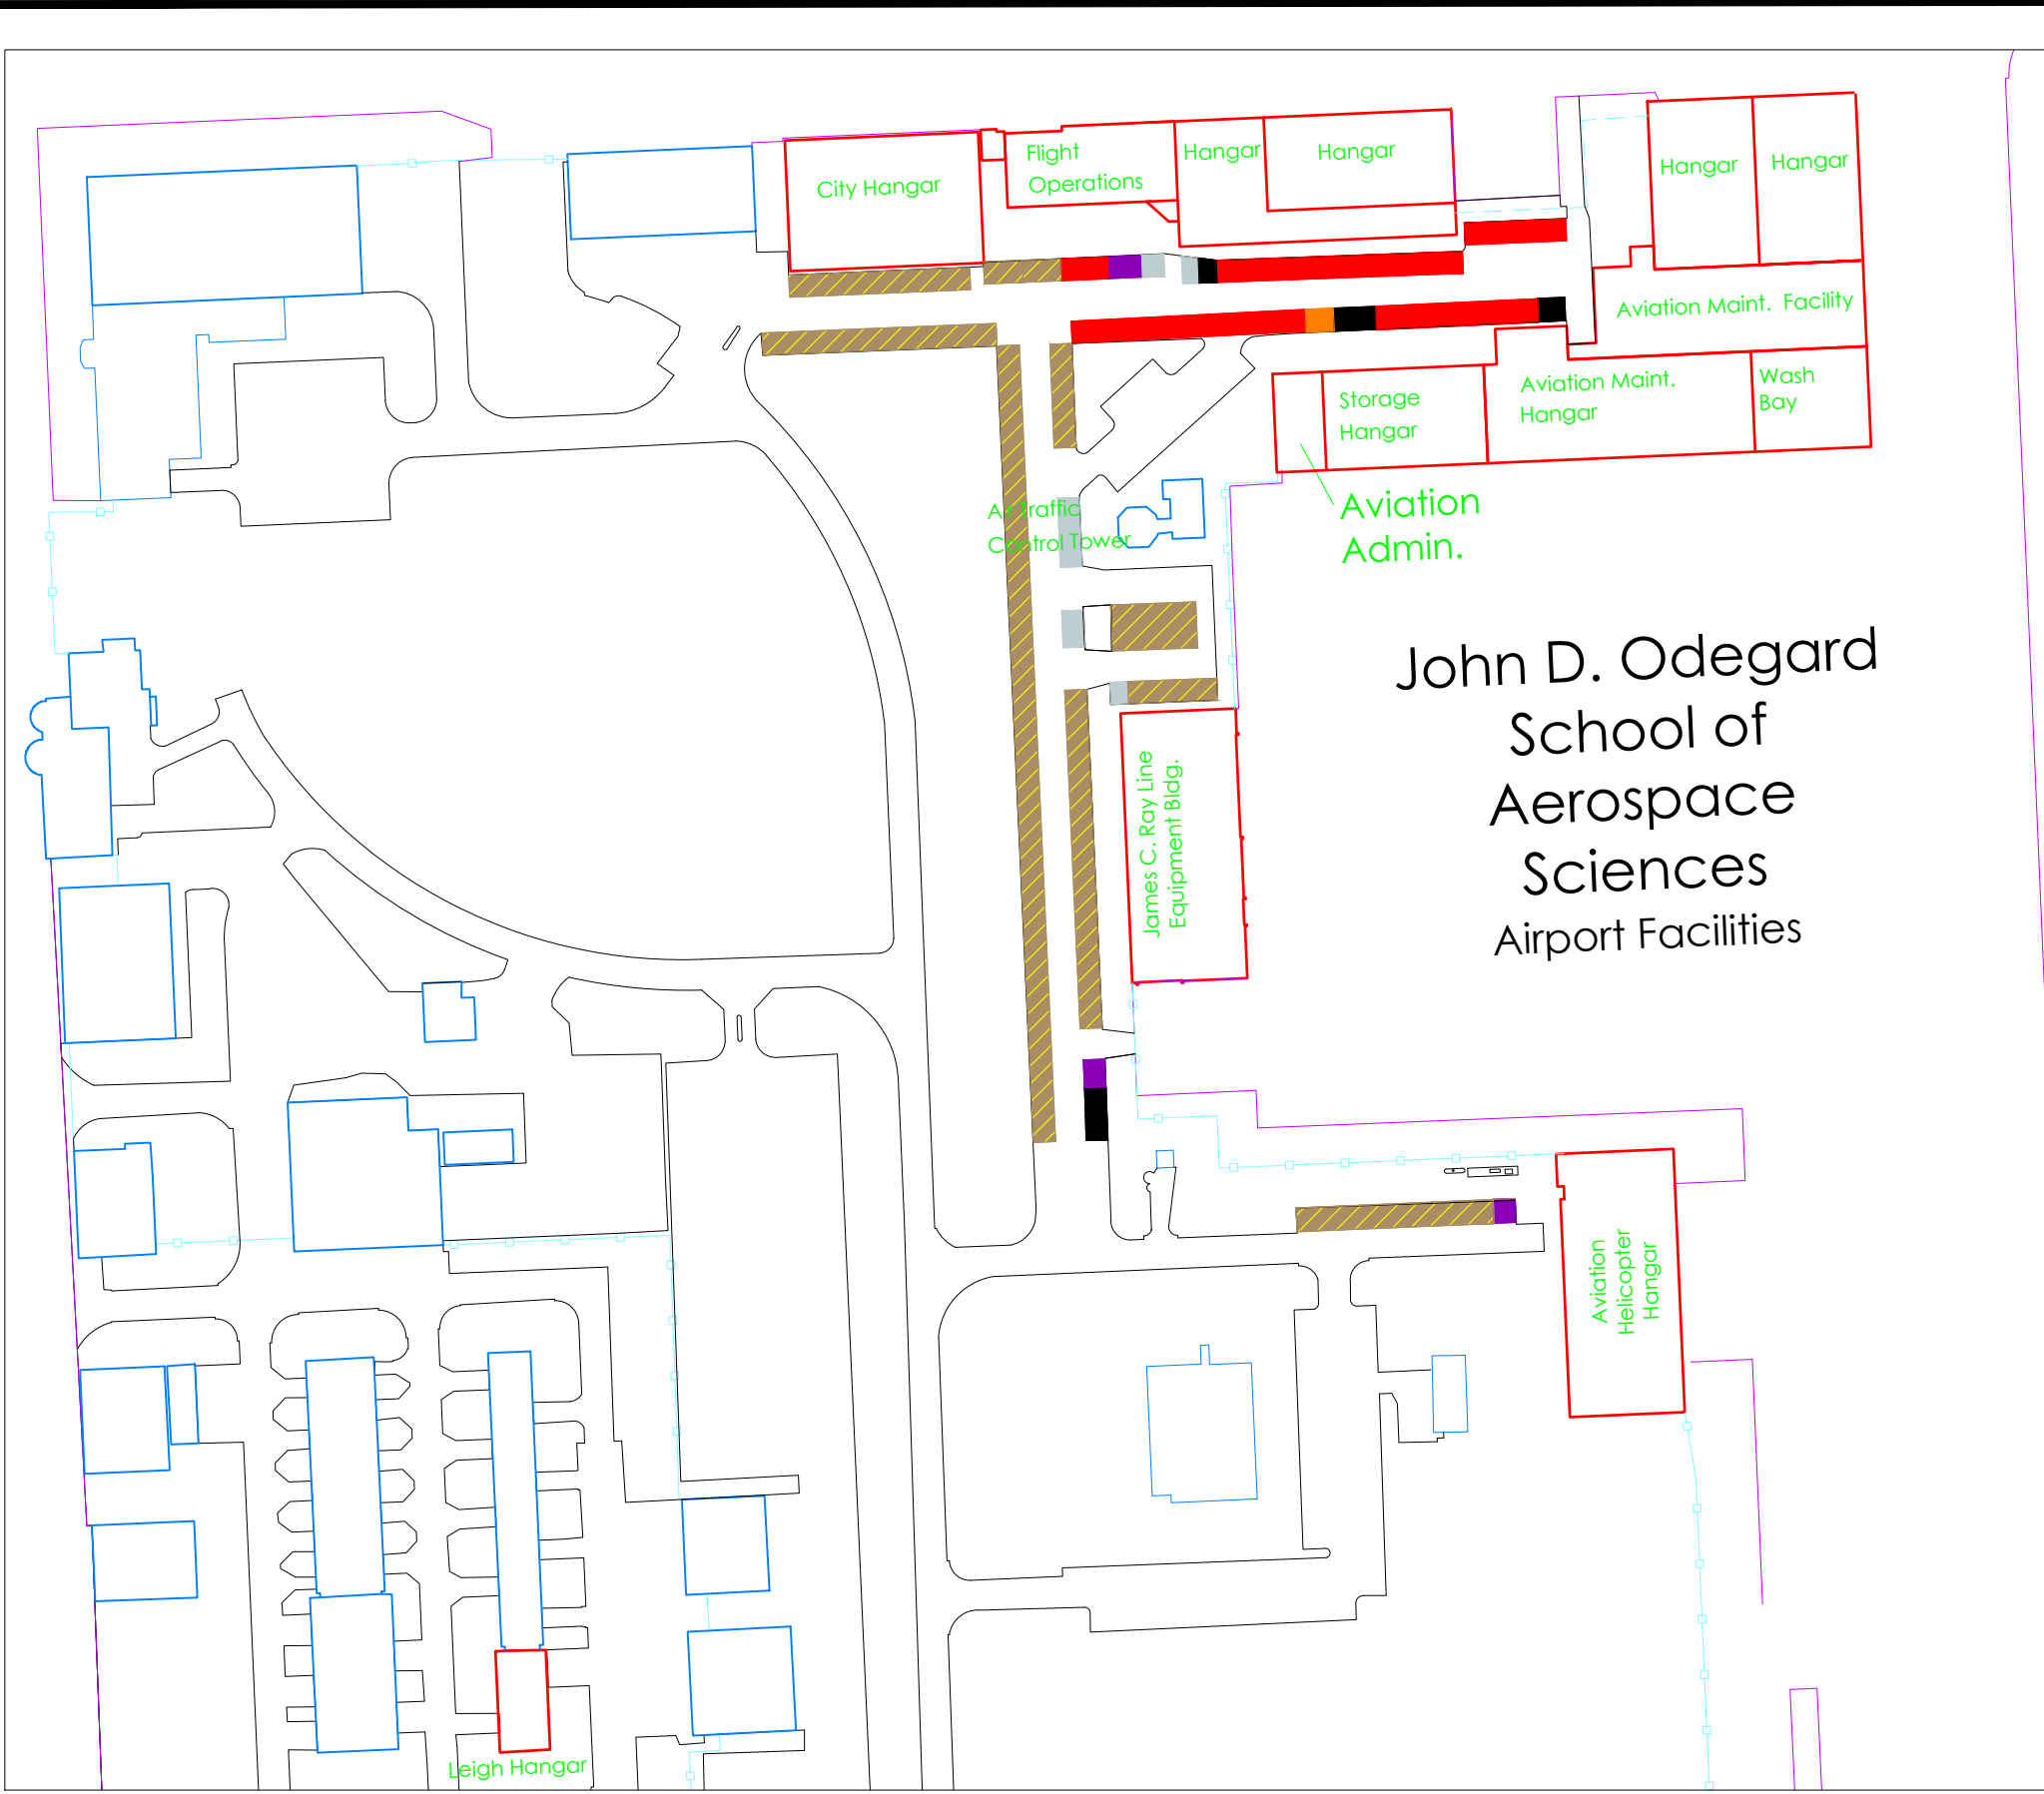 Flight
Operations
Hangar
Hangar
City Hangar
Hangar
Hangar
Aviation Maint. Facility
Aviation Maint.
Hangar
Wash
Bay
Storage
Hangar
Aviation
Admin.
Air Traffic
Control Tower
John D. Odegard
School of
Aerospace
Sciences
Airport Facilities
James C. Ray Line
Equipment Bldg.
Aviation
Helicopter
Hangar
Leigh Hangar